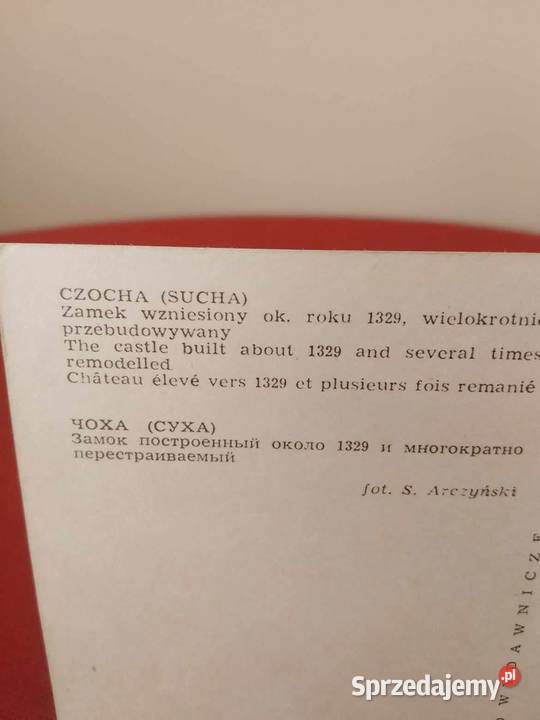 CZOCHA (SUCHA)
Zamek wzniesiony ok. roku 1329, wielokrotnie
przebudowywany
The castle built about 1329 and several times
remodelled
Château élevé vers 1329 et plusieurs fois remanié
ЧОХА (СУХА)
Замок построенный около 1329 и многократно
перестраиваемый
fot. S. Arczyński
Sprzedajemy.pl